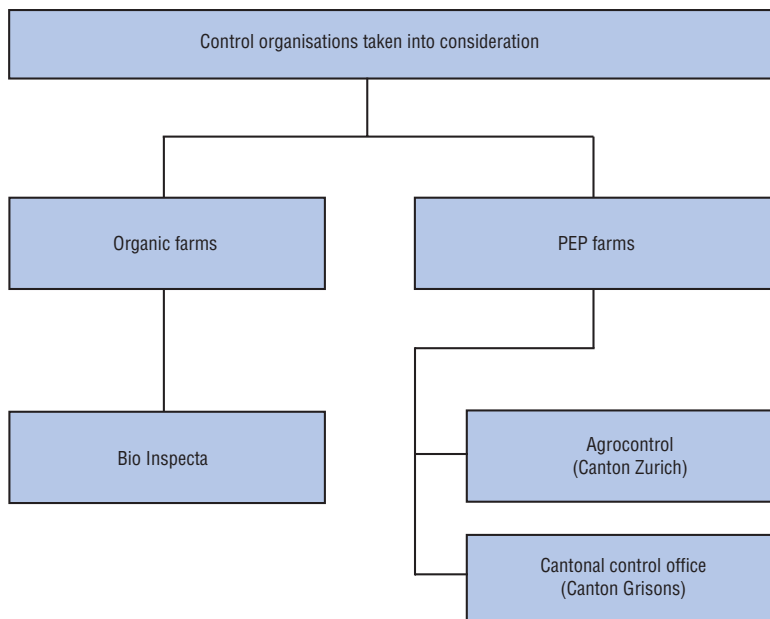 Control organisations taken into consideration
Organic farms
PEP farms
Bio Inspecta
Agrocontrol
(Canton Zurich)
Cantonal control office
(Canton Grisons)